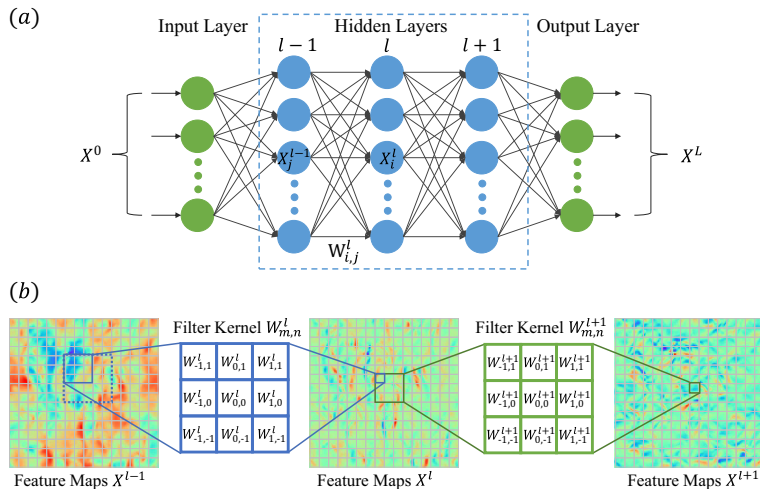 (a)
Input Layer Hidden Layers Output Layer
l − 1 l l + 1
X^0 X_j^{l−1} X_i^l X^L
W_{i,j}^l
(b)
Filter Kernel W_{m,n}^l Filter Kernel W_{m,n}^{l+1}
W_{-1,1}^l W_{0,1}^l W_{1,1}^l W_{-1,1}^{l+1} W_{0,1}^{l+1} W_{1,1}^{l+1}
W_{-1,0}^l W_{0,0}^l W_{1,0}^l W_{-1,0}^{l+1} W_{0,0}^{l+1} W_{1,0}^{l+1}
W_{-1,-1}^l W_{0,-1}^l W_{1,-1}^l W_{-1,-1}^{l+1} W_{0,-1}^{l+1} W_{1,-1}^{l+1}
Feature Maps X^{l−1} Feature Maps X^l Feature Maps X^{l+1}